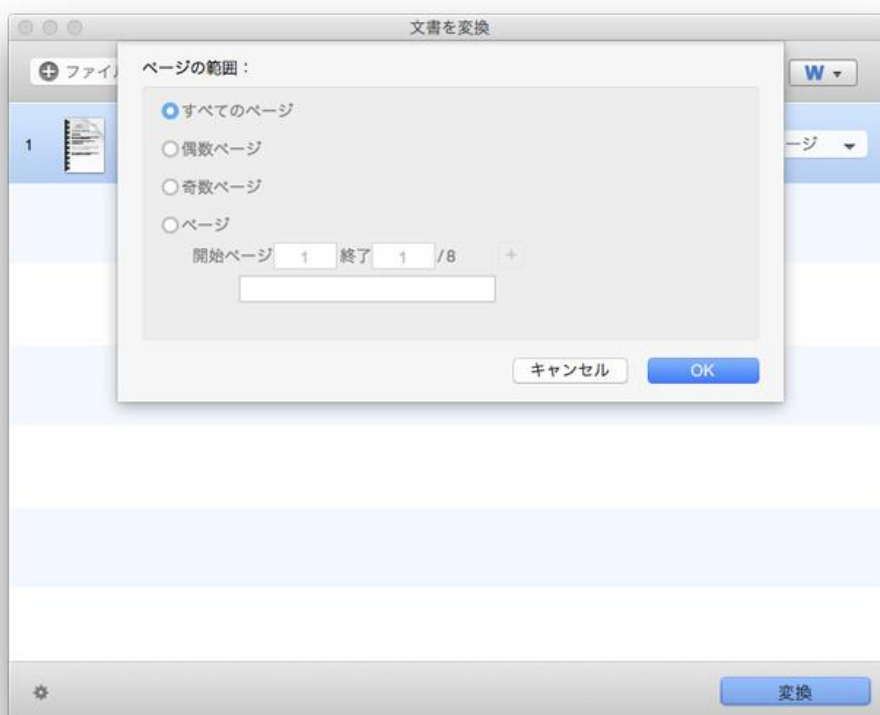 文書を変換
ファイル
W
ページの範囲：
すべてのページ
偶数ページ
奇数ページ
ページ
開始ページ 1 終了 1 /8 +
キャンセル OK
1
ージ
変換